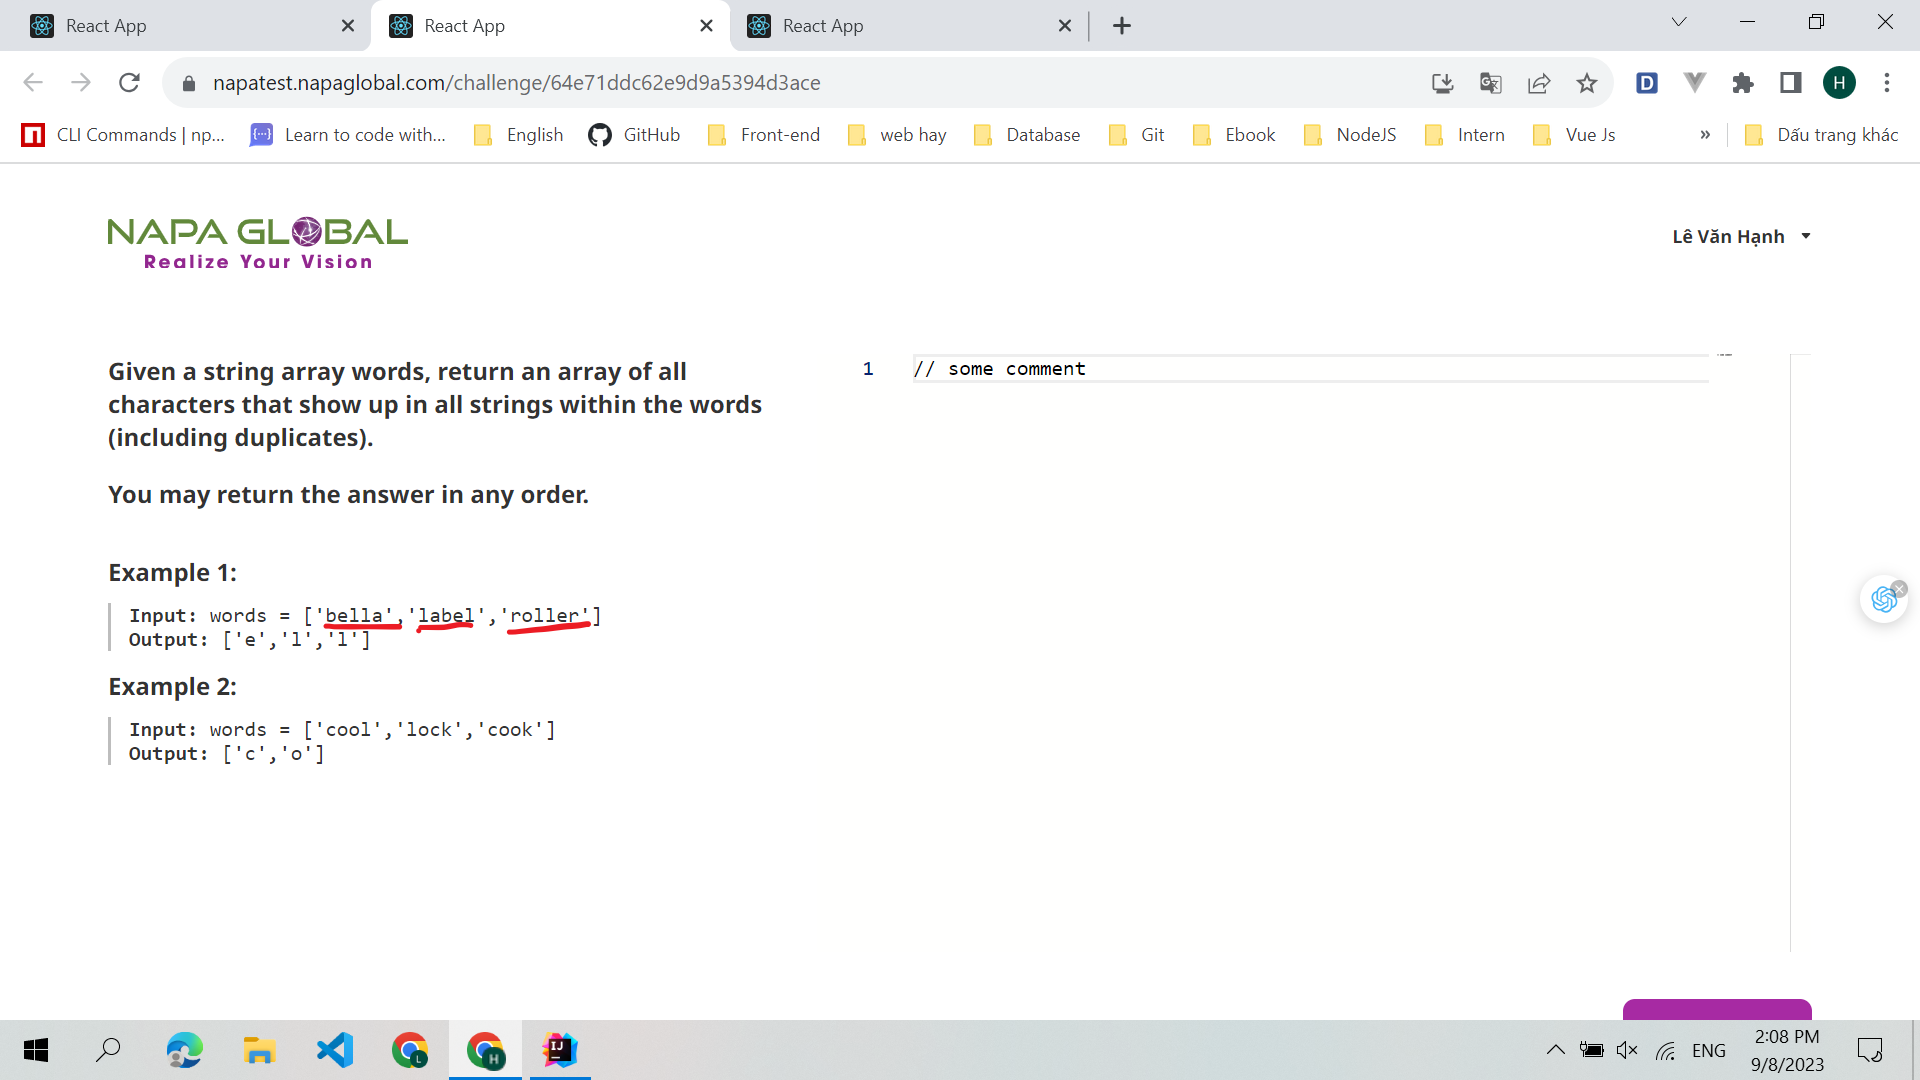 React App
React App
React App
napatest.napaglobal.com/challenge/64e71ddc62e9d9a5394d3ace
D
H
CLI Commands | np...
Learn to code with...
English
GitHub
Front-end
web hay
Database
Git
Ebook
NodeJS
Intern
Vue Js
»
Dấu trang khác
NAPA GLOBAL
Realize Your Vision
Lê Văn Hạnh
Given a string array words, return an array of all
characters that show up in all strings within the words
(including duplicates).
You may return the answer in any order.
Example 1:
Input: words = ['bella','label','roller']
Output: ['e','l','l']
Example 2:
Input: words = ['cool','lock','cook']
Output: ['c','o']
1 // some comment
L
H
IJ
ENG
2:08 PM
9/8/2023